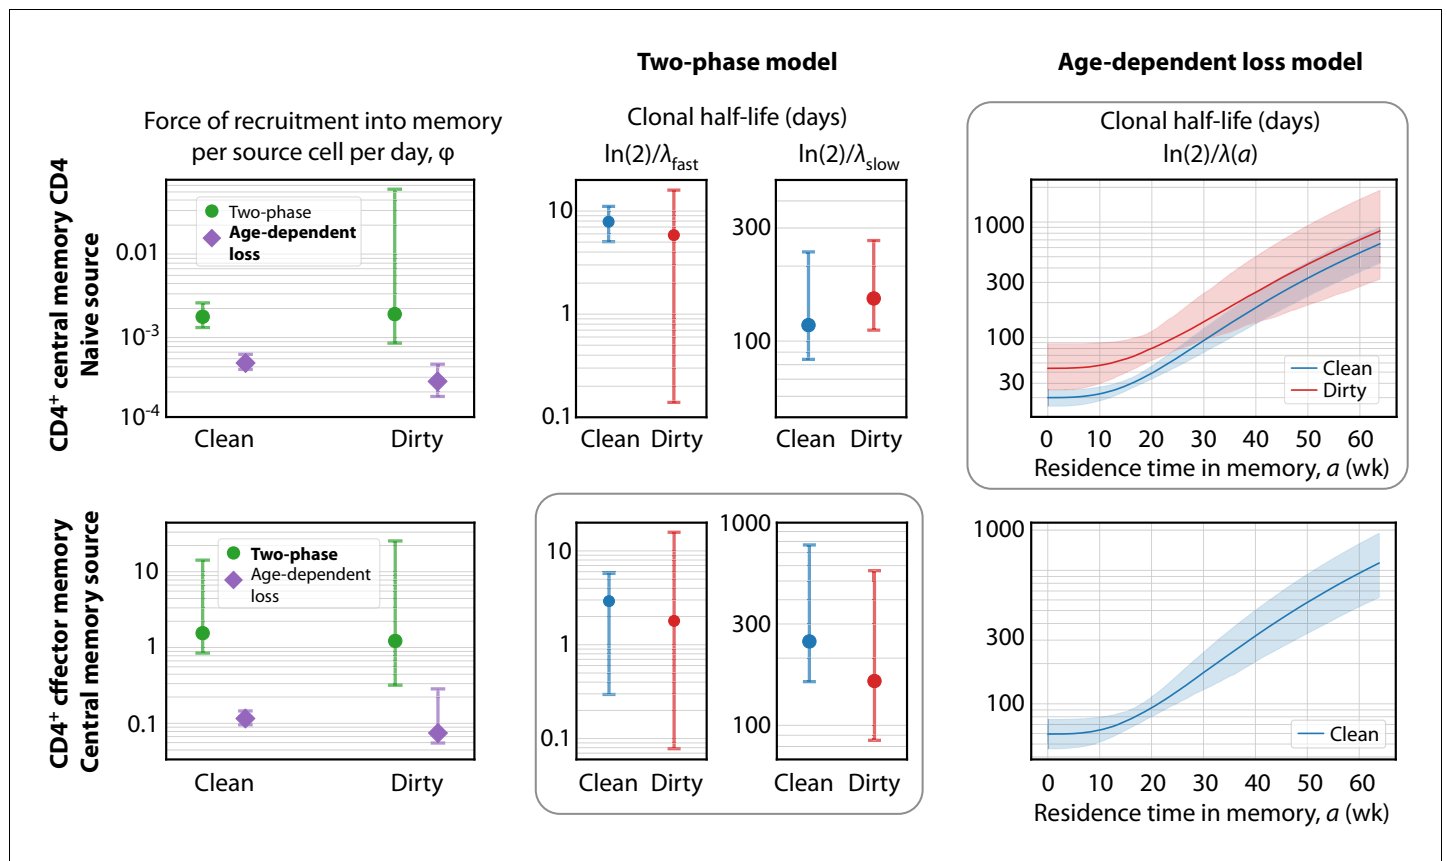 Two-phase model
Age-dependent loss model
Force of recruitment into memory
per source cell per day, φ
Clonal half-life (days)
ln(2)/λfast
ln(2)/λslow
Clonal half-life (days)
ln(2)/λ(a)
CD4+ central memory CD4
Naive source
Two-phase
Age-dependent
loss
0.01
10-3
10-4
Clean
Dirty
10
1
0.1
Clean
Dirty
300
100
Clean
Dirty
1000
300
100
30
Clean
Dirty
0
10
20
30
40
50
60
Residence time in memory, a (wk)
CD4+ cffector memory
Central memory source
Two-phase
Age-dependent
loss
10
1
0.1
Clean
Dirty
10
1
0.1
Clean
Dirty
1000
300
100
Clean
Dirty
1000
300
100
Clean
0
10
20
30
40
50
60
Residence time in memory, a (wk)